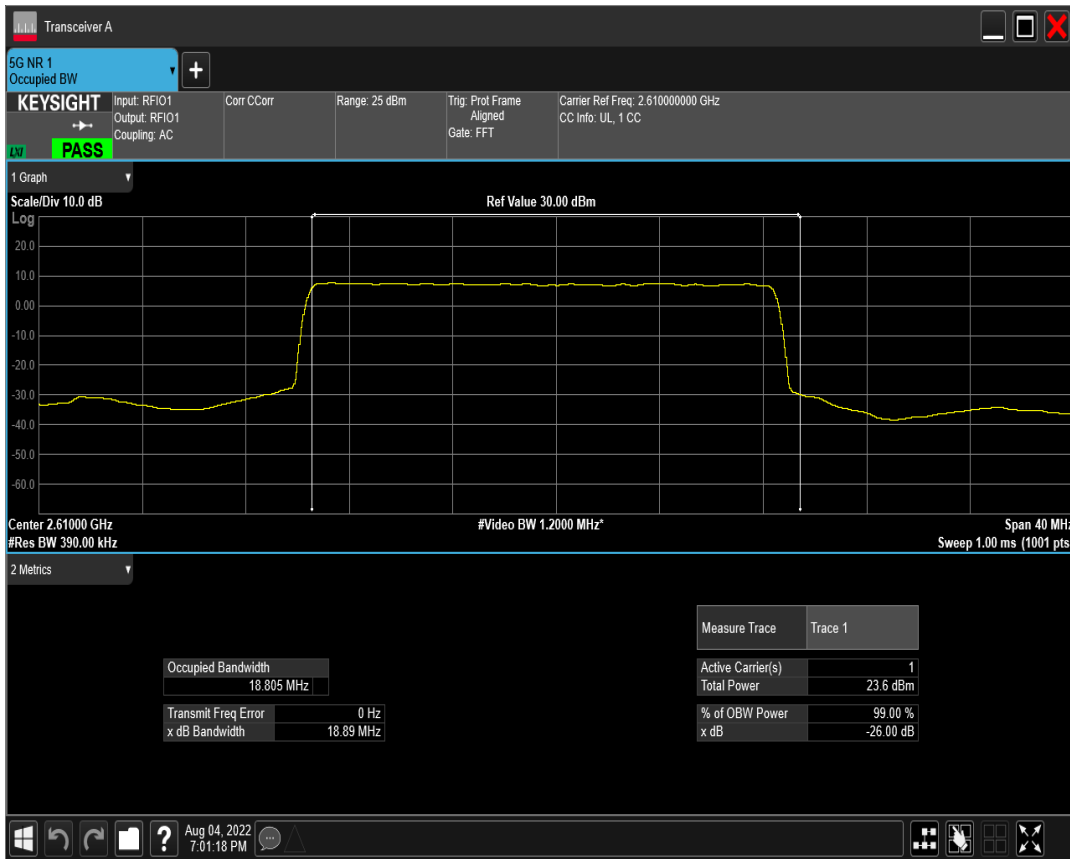 Transceiver A
5G NR 1
Occupied BW
KEYSIGHT
LXI
PASS
Input: RFIO1
Output: RFIO1
Coupling: AC
Corr CCorr
Range: 25 dBm
Trig: Prot Frame
Aligned
Gate: FFT
Carrier Ref Freq: 2.610000000 GHz
CC Info: UL, 1 CC
1 Graph
Scale/Div 10.0 dB
Ref Value 30.00 dBm
Log
20.0
10.0
0.00
-10.0
-20.0
-30.0
-40.0
-50.0
-60.0
Center 2.61000 GHz
#Video BW 1.2000 MHz*
Span 40 MHz
#Res BW 390.00 kHz
Sweep 1.00 ms (1001 pts
2 Metrics
Measure Trace Trace 1
Occupied Bandwidth
18.805 MHz
Transmit Freq Error 0 Hz
x dB Bandwidth 18.89 MHz
Active Carrier(s) 1
Total Power 23.6 dBm
% of OBW Power 99.00 %
x dB -26.00 dB
?
Aug 04, 2022
7:01:18 PM